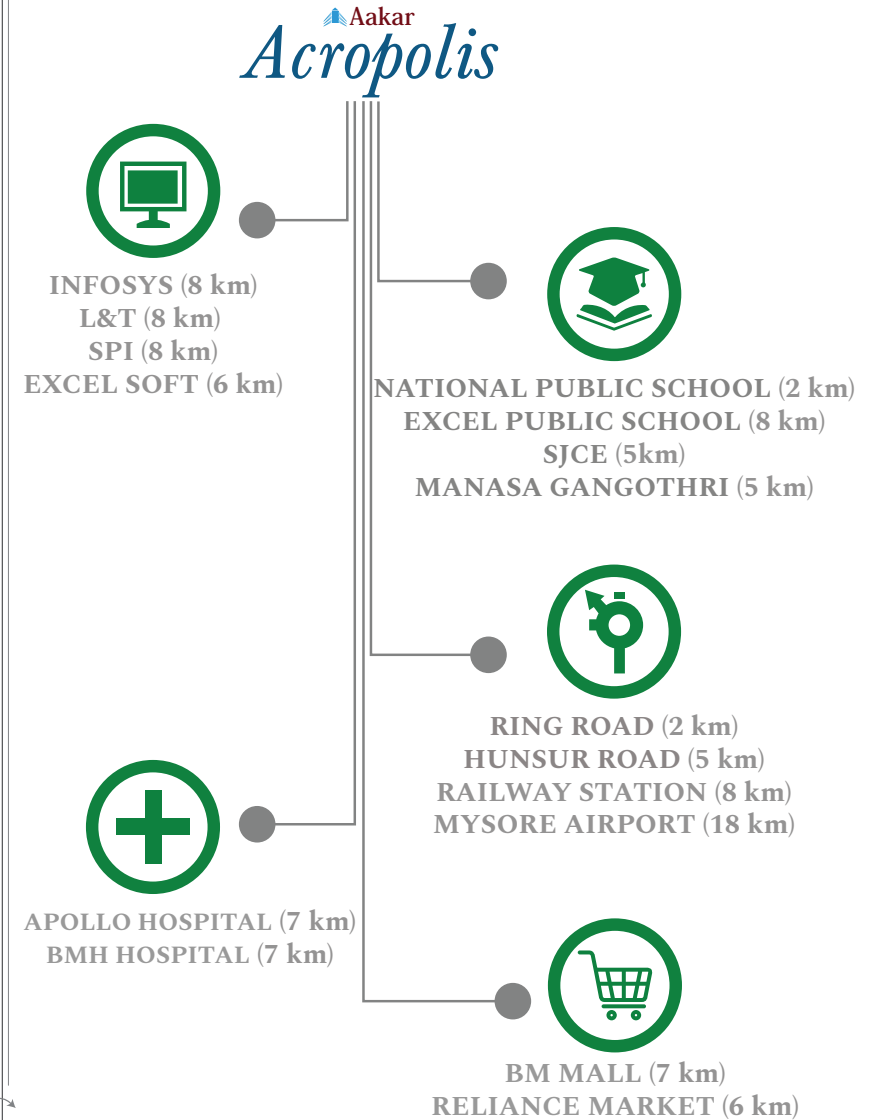 Aakar
Acropolis
INFOSYS (8 km)
L&T (8 km)
SPI (8 km)
EXCEL SOFT (6 km)
NATIONAL PUBLIC SCHOOL (2 km)
EXCEL PUBLIC SCHOOL (8 km)
SJCE (5km)
MANASA GANGOTHRI (5 km)
RING ROAD (2 km)
HUNSUR ROAD (5 km)
RAILWAY STATION (8 km)
MYSORE AIRPORT (18 km)
APOLLO HOSPITAL (7 km)
BMH HOSPITAL (7 km)
BM MALL (7 km)
RELIANCE MARKET (6 km)